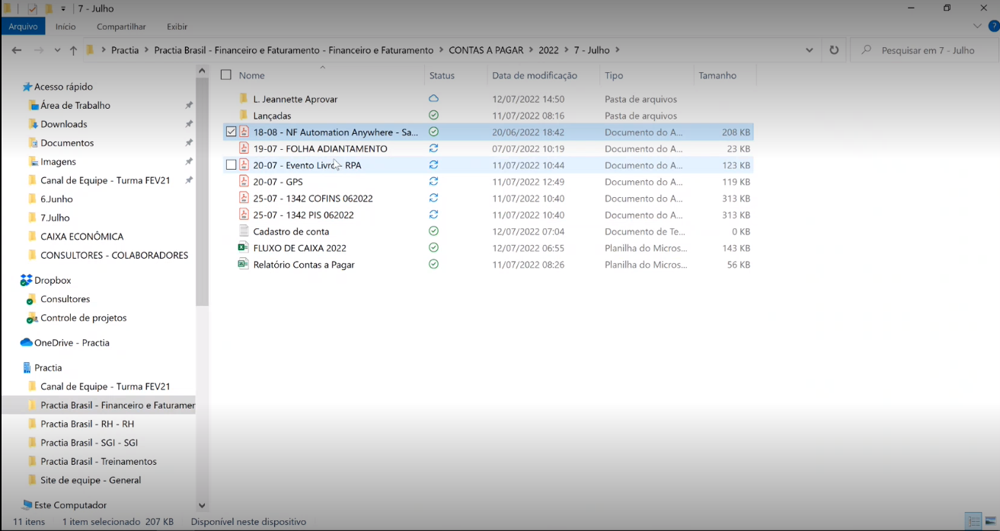 7 - Julho
Arquivo Início Compartilhar Exibir
Practia > Practia Brasil - Financeiro e Faturamento - Financeiro e Faturamento > CONTAS A PAGAR > 2022 > 7 - Julho > Pesquisar em 7 - Julho
Nome Status Data de modificação Tipo Tamanho
Acesso rápido
Área de Trabalho
Downloads
Documentos
Imagens
Canal de Equipe - Turma FEV21
6.Junho
7.Julho
CAIXA ECONÔMICA
CONSULTORES - COLABORADORES
Dropbox
Consultores
Controle de projetos
OneDrive - Practia
Practia
Canal de Equipe - Turma FEV21
Practia Brasil - Financeiro e Faturamer
Practia Brasil - RH - RH
Practia Brasil - SGI - SGI
Practia Brasil - Treinamentos
Site de equipe - General
Este Computador
L. Jeannette Aprovar 12/07/2022 14:50 Pasta de arquivos
Lançadas 11/07/2022 08:16 Pasta de arquivos
18-08 - NF Automation Anywhere - Sa... 20/06/2022 18:42 Documento do A... 208 KB
19-07 - FOLHA ADIANTAMENTO 07/07/2022 10:19 Documento do A... 23 KB
20-07 - Evento Livro - RPA 11/07/2022 10:44 Documento do A... 123 KB
20-07 - GPS 11/07/2022 12:49 Documento do A... 119 KB
25-07 - 1342 COFINS 062022 11/07/2022 10:40 Documento do A... 313 KB
25-07 - 1342 PIS 062022 11/07/2022 10:40 Documento do A... 313 KB
Cadastro de conta 12/07/2022 07:04 Documento de Te... 0 KB
FLUXO DE CAIXA 2022 12/07/2022 06:55 Planilha do Micros... 143 KB
Relatório Contas a Pagar 11/07/2022 08:26 Planilha do Micros... 56 KB
11 itens 1 item selecionado 207 KB Disponível neste dispositivo